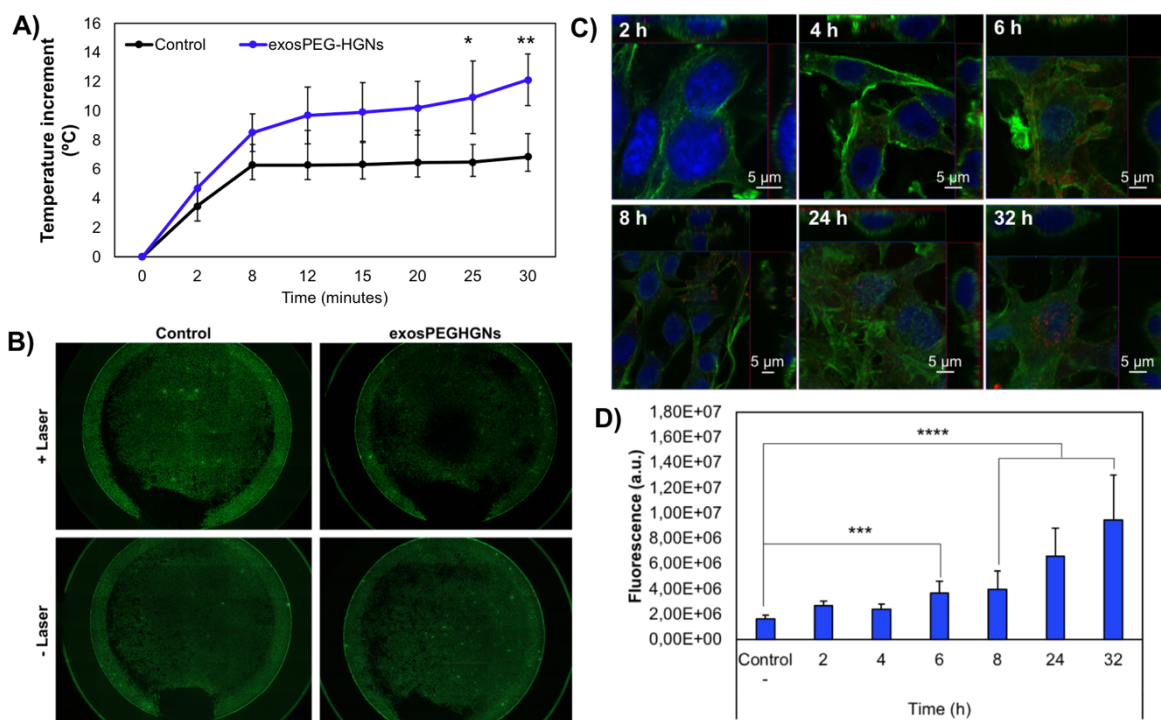 A)
Temperature increment
(ºC)
16
14
12
10
8
6
4
2
0
Control
exosPEG-HGNs
*
**
0 2 8 12 15 20 25 30
Time (minutes)
B)
Control
exosPEGHGNs
+ Laser
- Laser
C)
2 h
5 µm
4 h
5 µm
6 h
5 µm
8 h
5 µm
24 h
5 µm
32 h
5 µm
D)
Fluorescence (a.u.)
1,80E+07
1,60E+07
1,40E+07
1,20E+07
1,00E+07
8,00E+06
6,00E+06
4,00E+06
2,00E+06
0,00E+00
****
***
Control 2 4 6 8 24 32
-
Time (h)